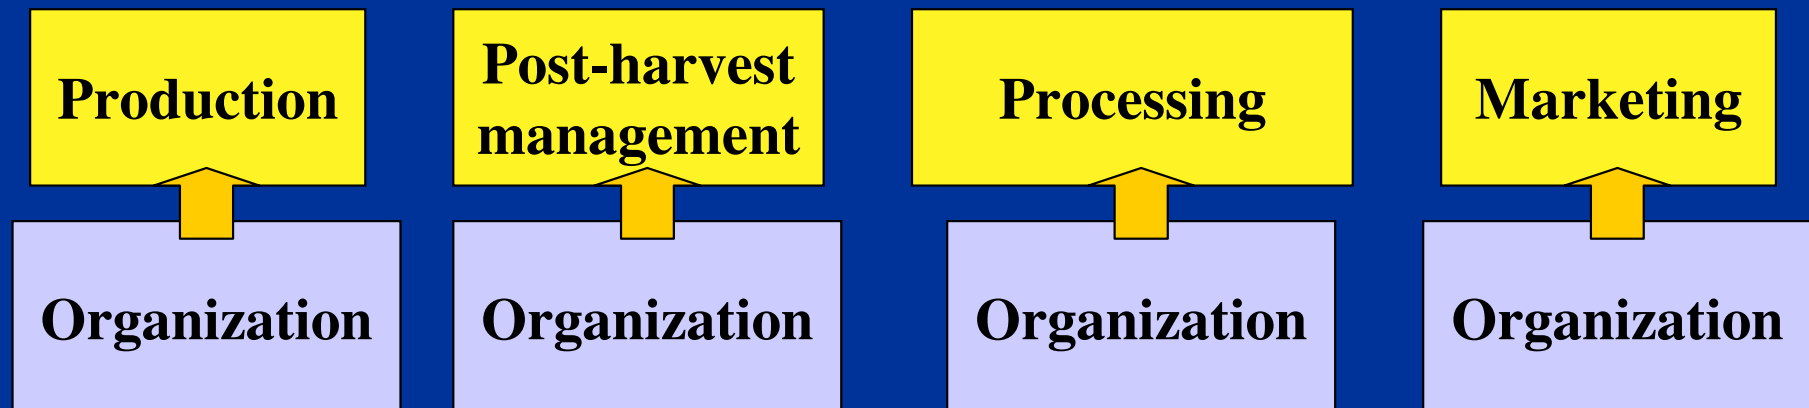 Production
Post-harvest
management
Processing
Marketing
Organization
Organization
Organization
Organization